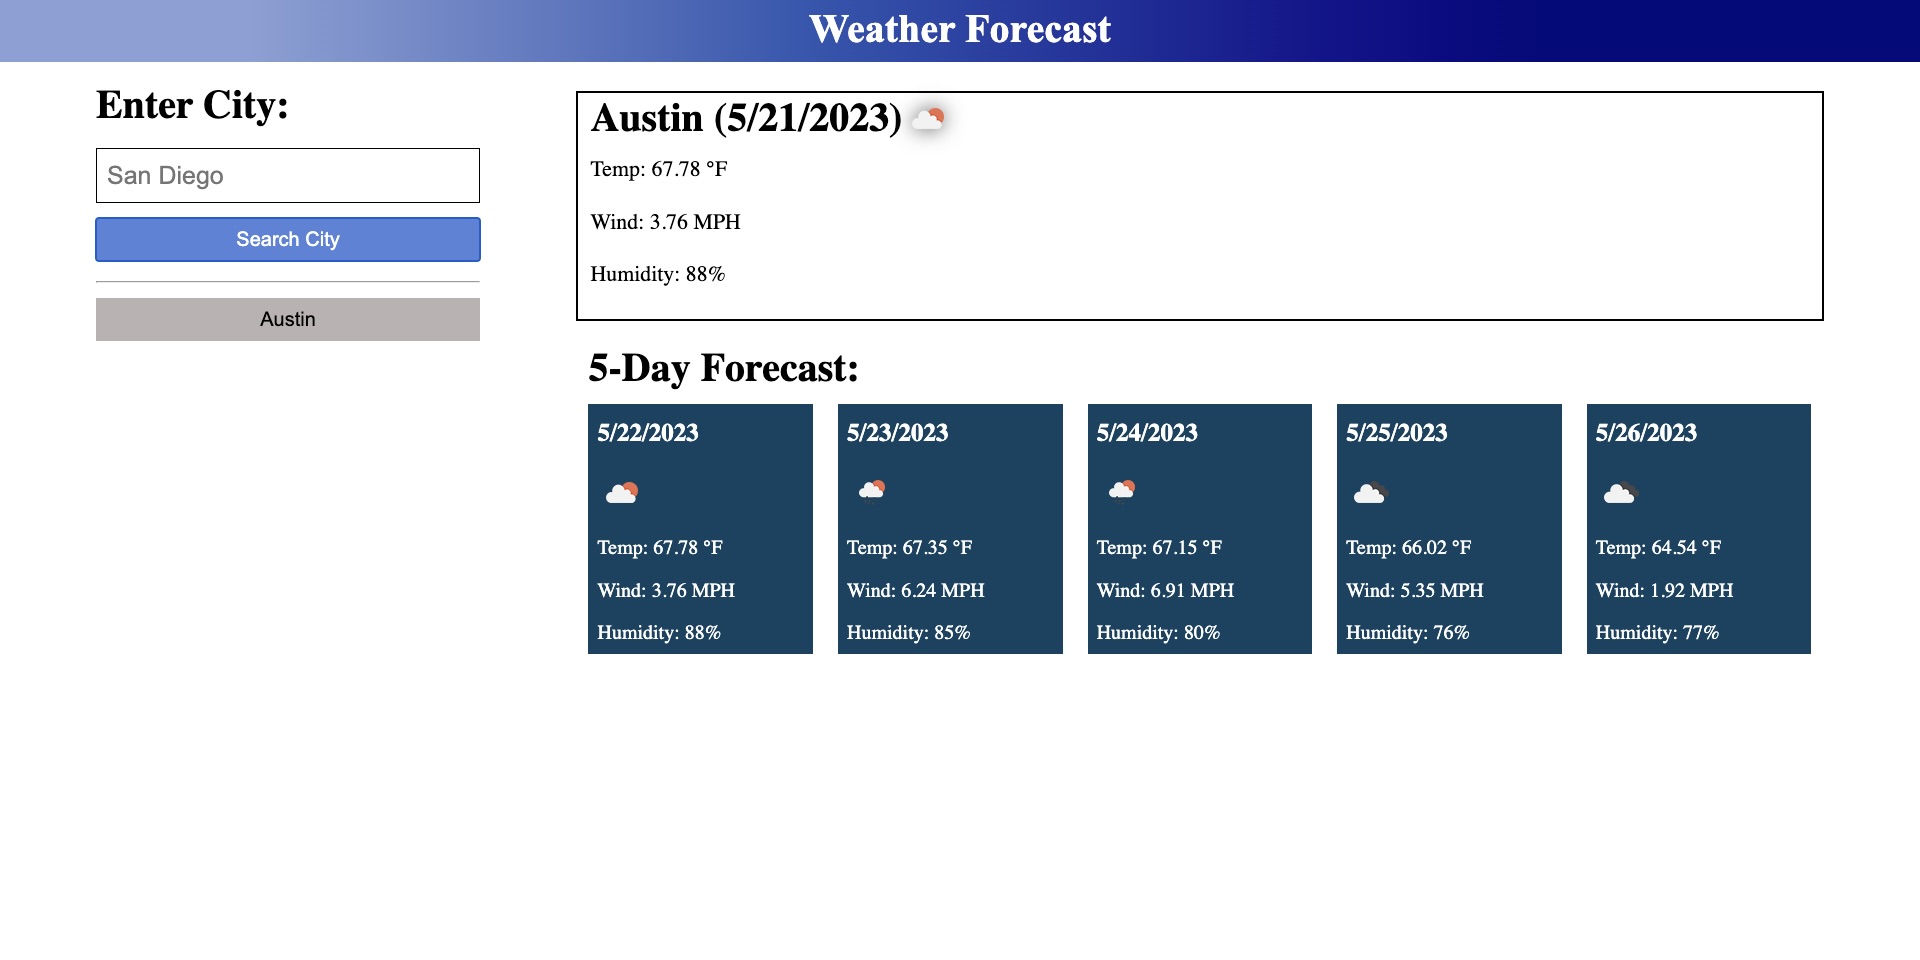 Weather Forecast
Enter City:
San Diego
Search City
Austin
Austin (5/21/2023)
Temp: 67.78 °F
Wind: 3.76 MPH
Humidity: 88%
5-Day Forecast:
5/22/2023
Temp: 67.78 °F
Wind: 3.76 MPH
Humidity: 88%
5/23/2023
Temp: 67.35 °F
Wind: 6.24 MPH
Humidity: 85%
5/24/2023
Temp: 67.15 °F
Wind: 6.91 MPH
Humidity: 80%
5/25/2023
Temp: 66.02 °F
Wind: 5.35 MPH
Humidity: 76%
5/26/2023
Temp: 64.54 °F
Wind: 1.92 MPH
Humidity: 77%